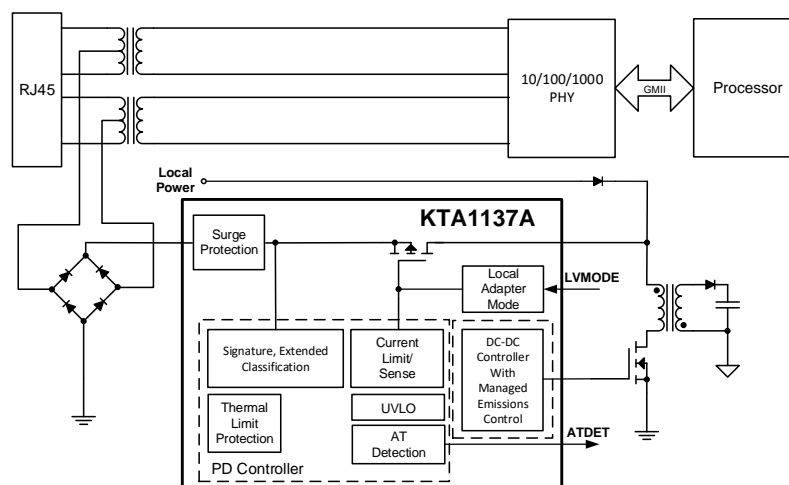 RJ45
10/100/1000
PHY
GMII
Processor
Local
Power
KTA1137A
Surge
Protection
Local
Adapter
Mode
LVMODE
Signature, Extended
Classification
Current
Limit/
Sense
DC-DC
Controller
With
Managed
Emissions
Control
Thermal
Limit
Protection
UVLO
AT
Detection
ATDET
PD Controller